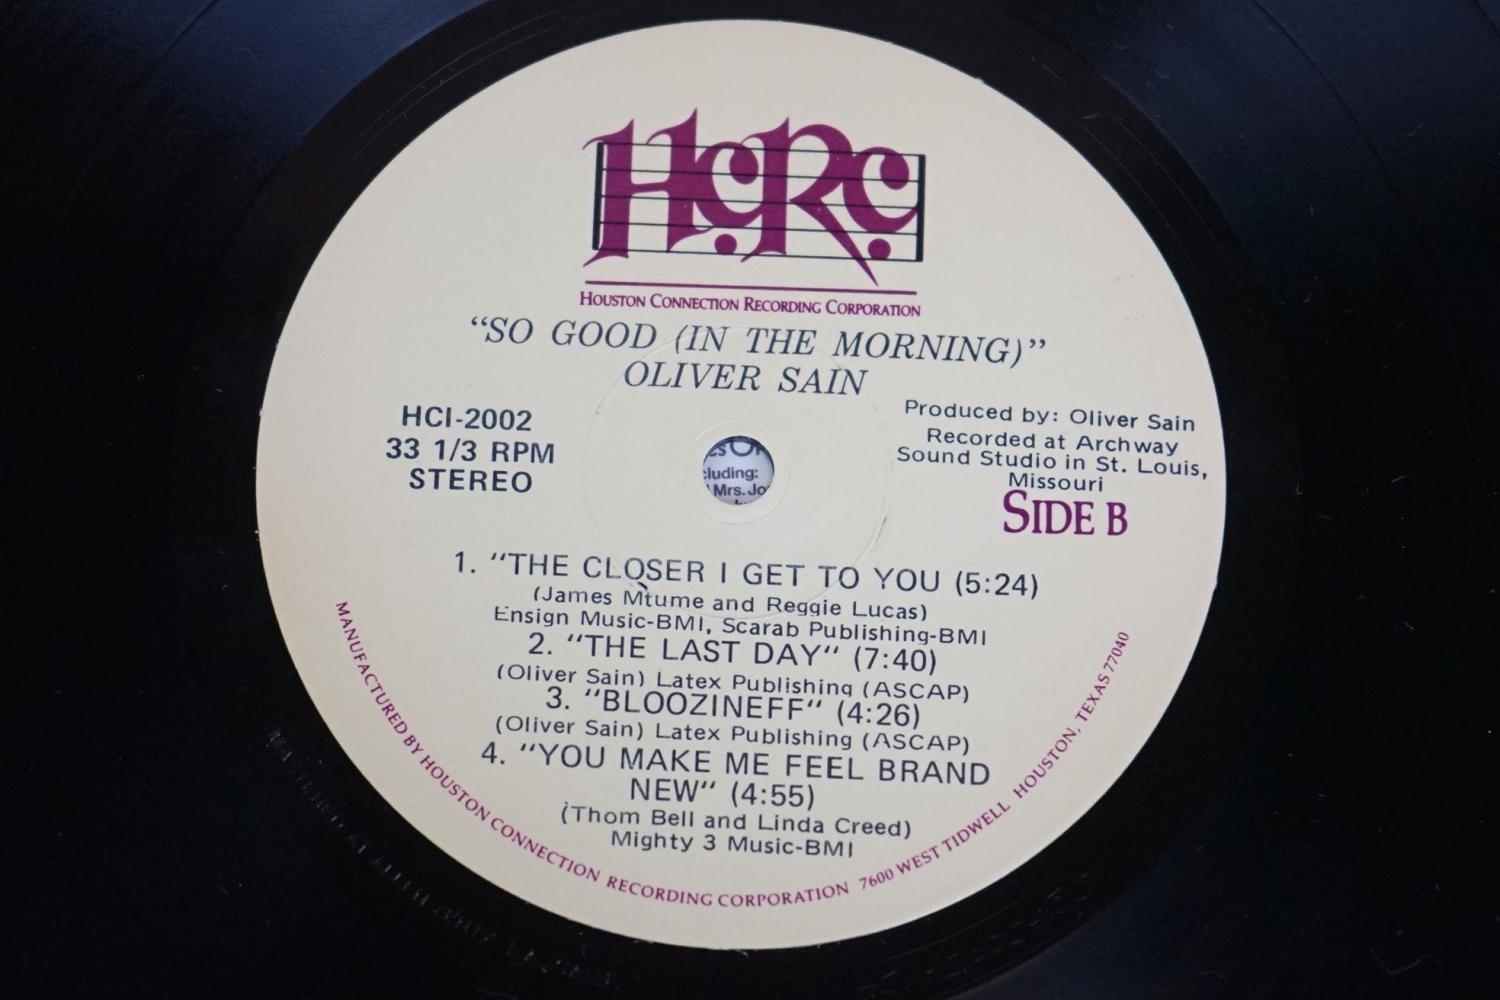 HCRC
HOUSTON CONNECTION RECORDING CORPORATION
"SO GOOD (IN THE MORNING)"
OLIVER SAIN
HCI-2002
33 1/3 RPM
STEREO
Produced by: Oliver Sain
Recorded at Archway
Sound Studio in St. Louis,
Missouri
SIDE B
cluding:
Mrs. Jo
1. "THE CLOSER I GET TO YOU (5:24)
(James Mtume and Reggie Lucas)
Ensign Music-BMI, Scarab Publishing-BMI
2. "THE LAST DAY" (7:40)
(Oliver Sain) Latex Publishing (ASCAP)
3. "BLOOZINEFF" (4:26)
(Oliver Sain) Latex Publishing (ASCAP)
4. "YOU MAKE ME FEEL BRAND
NEW" (4:55)
(Thom Bell and Linda Creed)
Mighty 3 Music-BMI
MANUFACTURED BY HOUSTON CONNECTION RECORDING CORPORATION 7600 WEST TIDWELL HOUSTON, TEXAS 77040